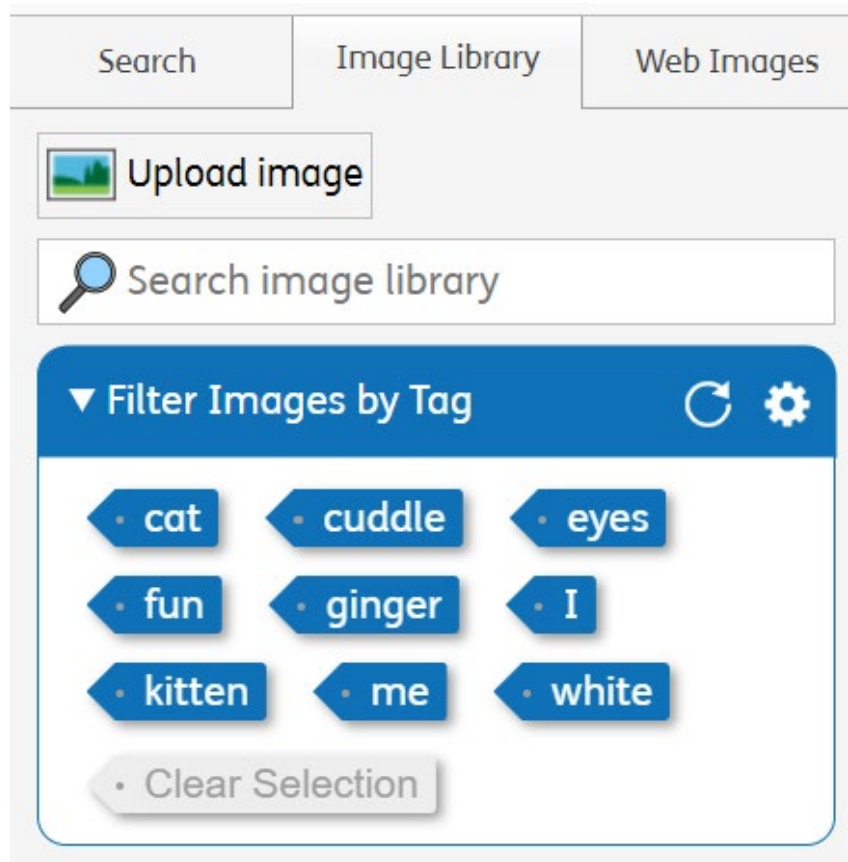 Search Image Library Web Images
Upload image
Search image library
▼ Filter Images by Tag
cat cuddle eyes
fun ginger I
kitten me white
Clear Selection